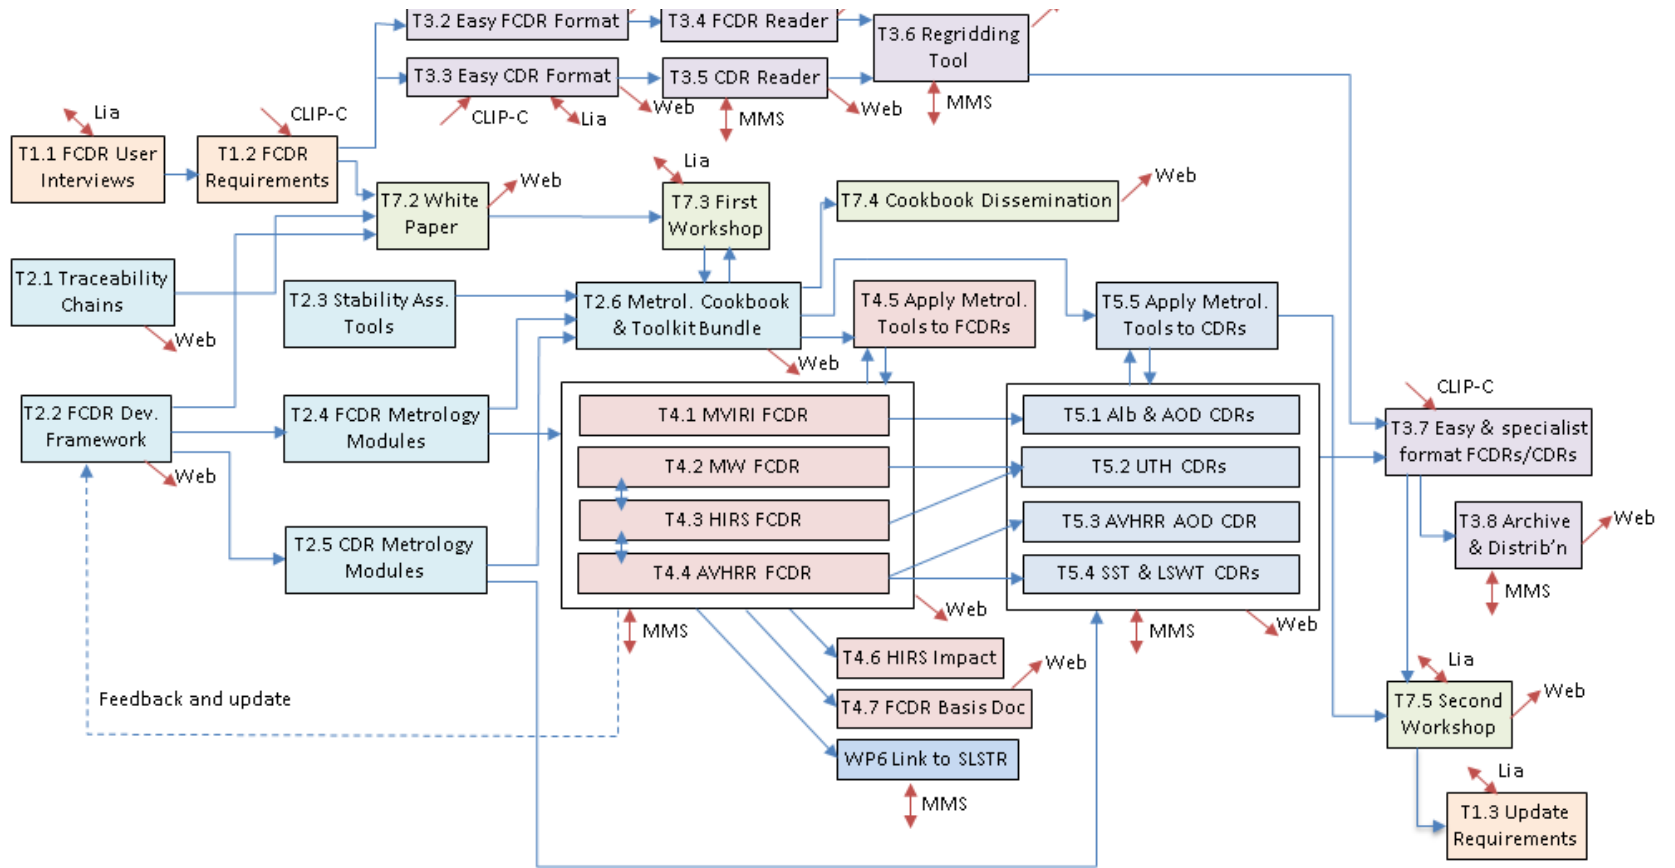 T3.2 Easy FCDR Format
T3.4 FCDR Reader
T3.6 Regridding
Tool
T3.3 Easy CDR Format
T3.5 CDR Reader
Web
Web
MMS
CLIP-C
Lia
MMS
Lia
CLIP-C
T1.1 FCDR User
Interviews
T1.2 FCDR
Requirements
T7.2 White
Paper
Web
Lia
T7.3 First
Workshop
T7.4 Cookbook Dissemination
Web
T2.1 Traceability
Chains
Web
T2.3 Stability Ass.
Tools
T2.6 Metrol. Cookbook
& Toolkit Bundle
Web
T4.5 Apply Metrol.
Tools to FCDRs
T5.5 Apply Metrol.
Tools to CDRs
T2.2 FCDR Dev.
Framework
Web
T2.4 FCDR Metrology
Modules
T2.5 CDR Metrology
Modules
T4.1 MVIRI FCDR
T4.2 MW FCDR
T4.3 HIRS FCDR
T4.4 AVHRR FCDR
Web
MMS
T5.1 Alb & AOD CDRs
T5.2 UTH CDRs
T5.3 AVHRR AOD CDR
T5.4 SST & LSWT CDRs
MMS
Web
CLIP-C
T3.7 Easy & specialist
format FCDRs/CDRs
T3.8 Archive
& Distrib'n
Web
MMS
T4.6 HIRS Impact
Web
T4.7 FCDR Basis Doc
WP6 Link to SLSTR
MMS
Feedback and update
Lia
T7.5 Second
Workshop
Web
Lia
T1.3 Update
Requirements